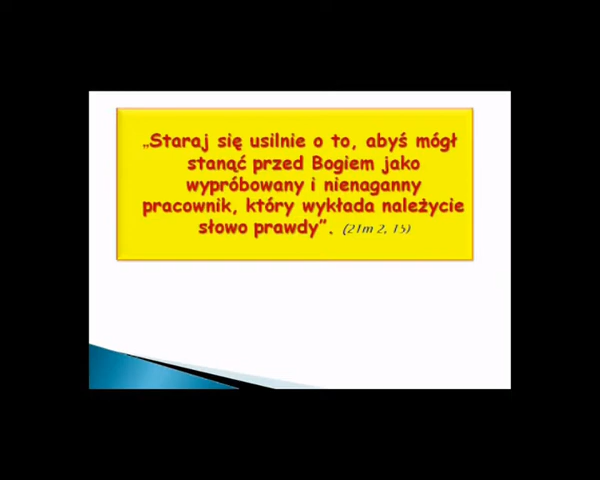 „Staraj się usilnie o to, abyś mógł
stanąć przed Bogiem jako
wypróbowany i nienaganny
pracownik, który wykłada należycie
słowo prawdy”. (2Tm 2, 15)